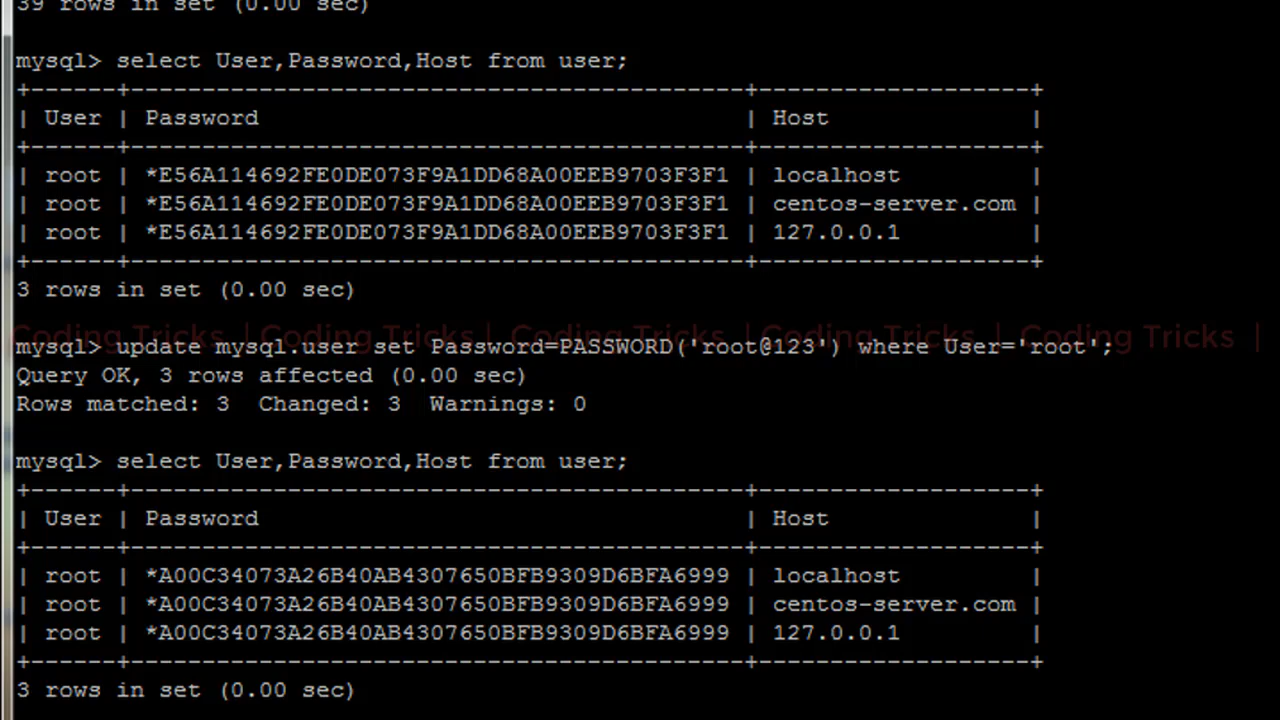 39 rows in set (0.00 sec)
mysql> select User,Password,Host from user;
+------+-------------------------------------------+-------------------+
| User | Password                                  | Host              |
+------+-------------------------------------------+-------------------+
| root | *E56A114692FE0DE073F9A1DD68A00EEB9703F3F1 | localhost         |
| root | *E56A114692FE0DE073F9A1DD68A00EEB9703F3F1 | centos-server.com |
| root | *E56A114692FE0DE073F9A1DD68A00EEB9703F3F1 | 127.0.0.1         |
+------+-------------------------------------------+-------------------+
3 rows in set (0.00 sec)
Coding Tricks | Coding Tricks | Coding Tricks | Coding Tricks | Coding Tricks |
mysql> update mysql.user set Password=PASSWORD('root@123') where User='root';
Query OK, 3 rows affected (0.00 sec)
Rows matched: 3  Changed: 3  Warnings: 0
mysql> select User,Password,Host from user;
+------+-------------------------------------------+-------------------+
| User | Password                                  | Host              |
+------+-------------------------------------------+-------------------+
| root | *A00C34073A26B40AB4307650BFB9309D6BFA6999 | localhost         |
| root | *A00C34073A26B40AB4307650BFB9309D6BFA6999 | centos-server.com |
| root | *A00C34073A26B40AB4307650BFB9309D6BFA6999 | 127.0.0.1         |
+------+-------------------------------------------+-------------------+
3 rows in set (0.00 sec)